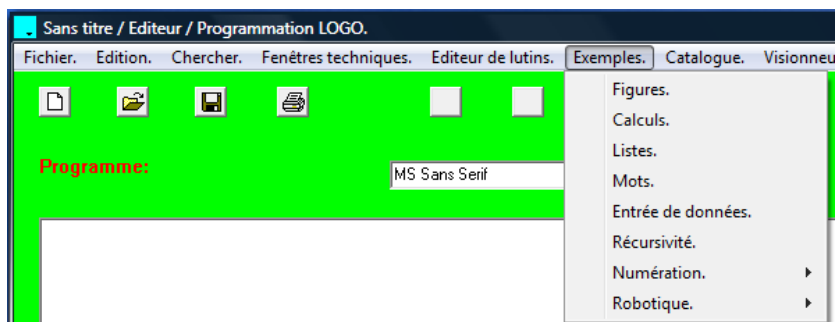 Sans titre / Editeur / Programmation LOGO.
Fichier. Edition. Chercher. Fenêtres techniques. Editeur de lutins. Exemples. Catalogue. Visionneu
Figures.
Calculs.
Listes.
Programme:
MS Sans Serif
Mots.
Entrée de données.
Récursivité.
Numération.
Robotique.